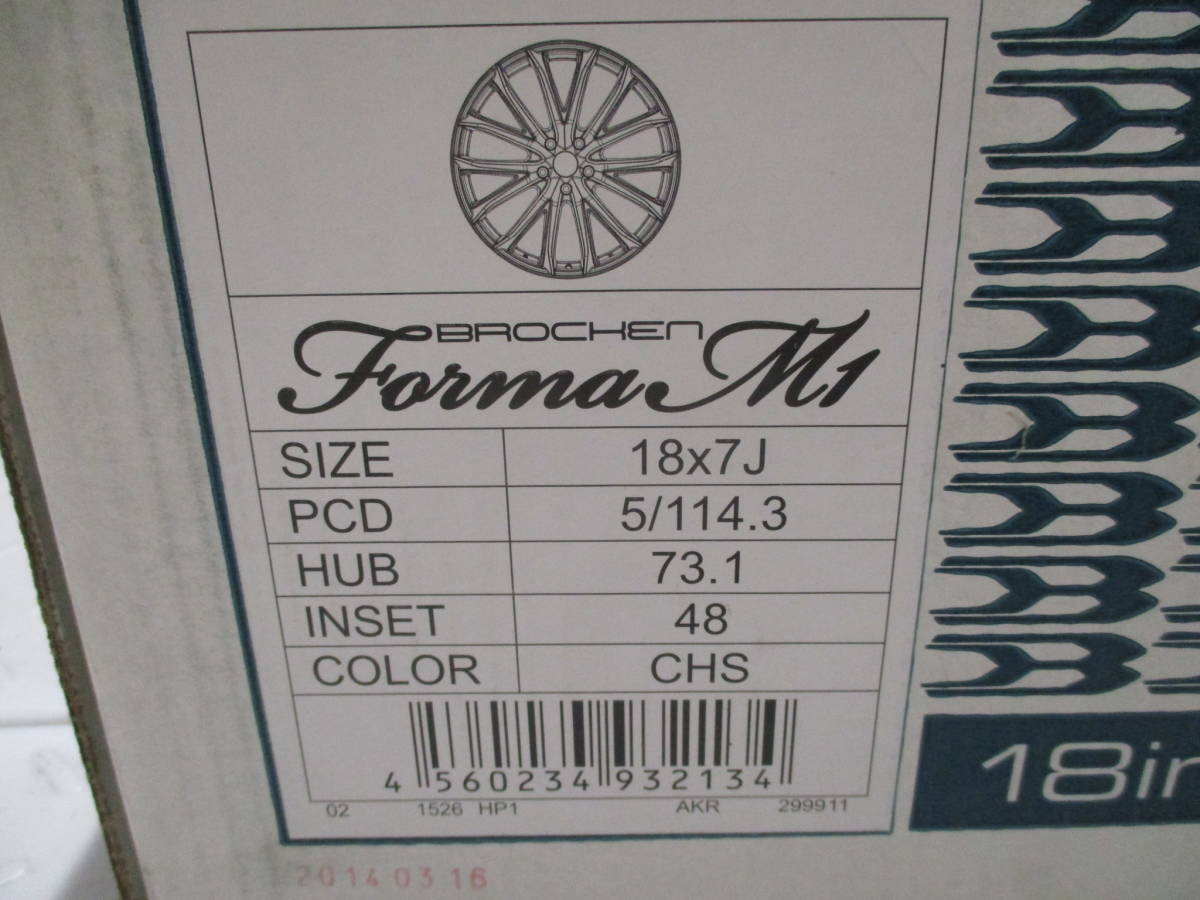 BROCHEN
Forma M1
SIZE 18x7J
PCD 5/114.3
HUB 73.1
INSET 48
COLOR CHS
4 560234 932134
02 1526 HP1 AKR 299911
2014 03 16
18in